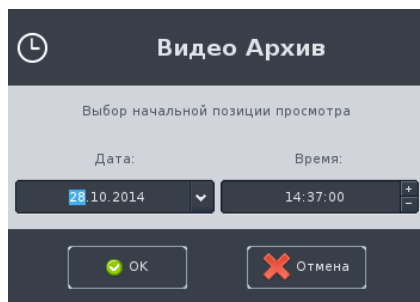 Видео Архив
Выбор начальной позиции просмотра
Дата: Время:
28.10.2014 14:37:00 + −
OK Отмена